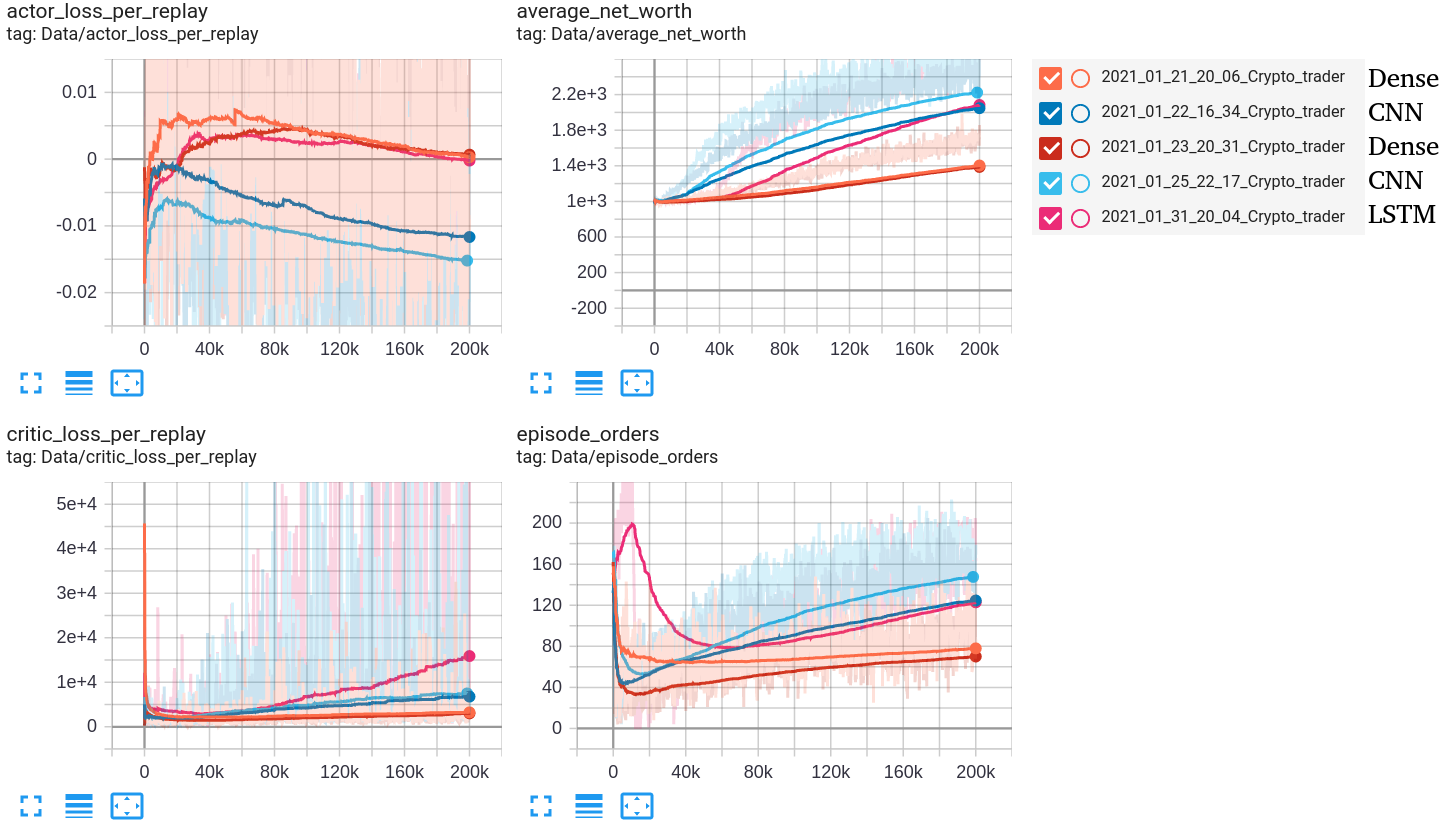 actor_loss_per_replay
tag: Data/actor_loss_per_replay
0.01
0
-0.01
-0.02
0 40k 80k 120k 160k 200k
average_net_worth
tag: Data/average_net_worth
2.2e+3
1.8e+3
1.4e+3
1e+3
600
200
-200
0 40k 80k 120k 160k 200k
2021_01_21_20_06_Crypto_trader Dense
2021_01_22_16_34_Crypto_trader CNN
2021_01_23_20_31_Crypto_trader Dense
2021_01_25_22_17_Crypto_trader CNN
2021_01_31_20_04_Crypto_trader LSTM
critic_loss_per_replay
tag: Data/critic_loss_per_replay
5e+4
4e+4
3e+4
2e+4
1e+4
0
0 40k 80k 120k 160k 200k
episode_orders
tag: Data/episode_orders
200
160
120
80
40
0
0 40k 80k 120k 160k 200k